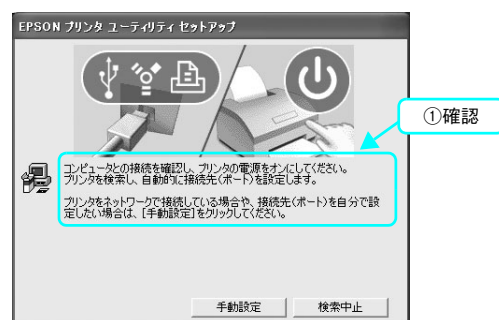 EPSON プリンタ ユーティリティ セットアップ
①確認
コンピュータとの接続を確認し、プリンタの電源をオンにしてください。
プリンタを検索し、自動的に接続先(ポート)を設定します。
プリンタをネットワークで接続している場合や、接続先(ポート)を自分で設
定したい場合は、[手動設定]をクリックしてください。
手動設定
検索中止